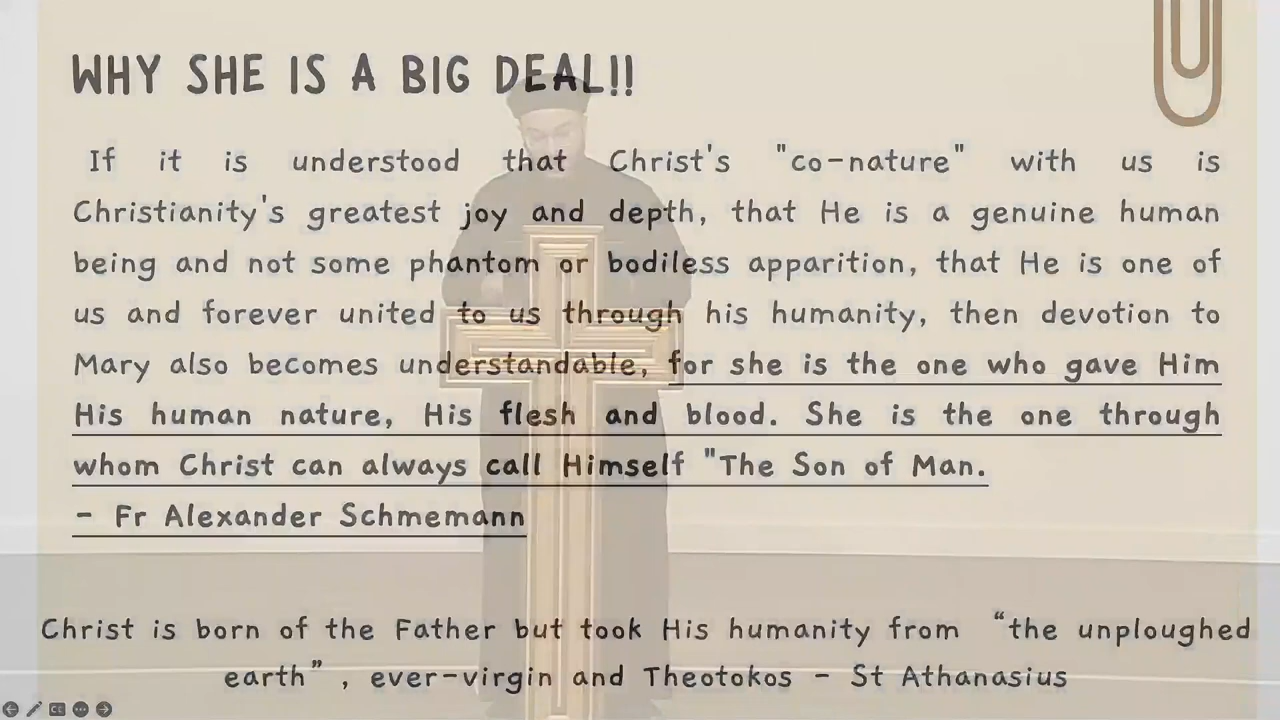 WHY SHE IS A BIG DEAL!!
If it is understood that Christ's "co-nature" with us is
Christianity's greatest joy and depth, that He is a genuine human
being and not some phantom or bodiless apparition, that He is one of
us and forever united to us through his humanity, then devotion to
Mary also becomes understandable, for she is the one who gave Him
His human nature, His flesh and blood. She is the one through
whom Christ can always call Himself "The Son of Man.
- Fr Alexander Schmemann
Christ is born of the Father but took His humanity from “the unploughed
earth” , ever-virgin and Theotokos - St Athanasius